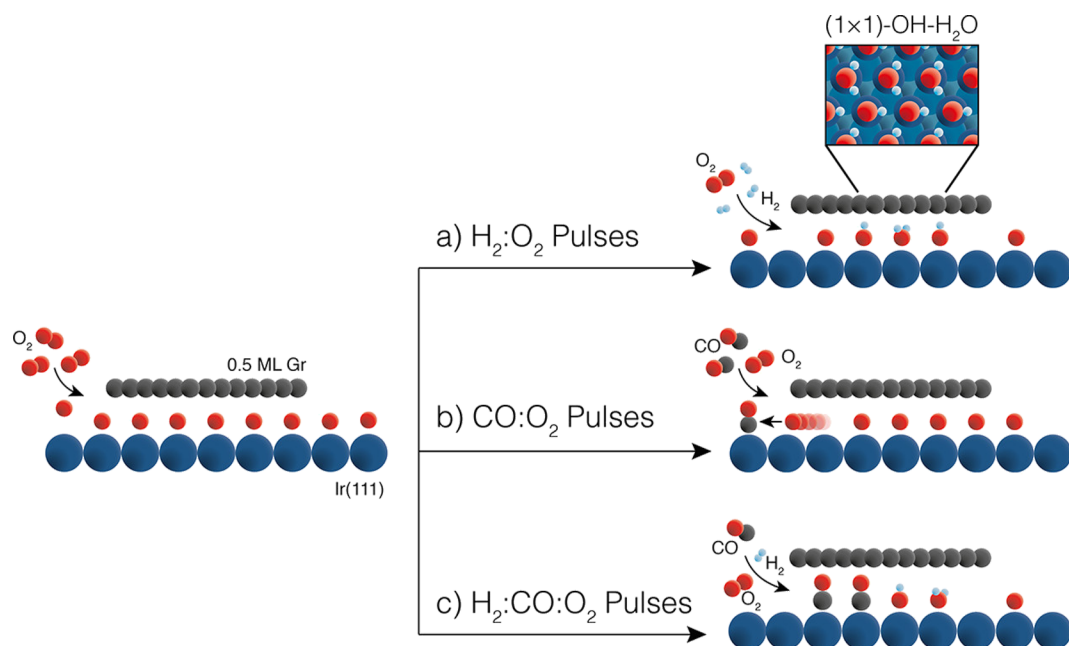 (1×1)-OH-H₂O
O₂
H₂
a) H₂:O₂ Pulses
O₂
0.5 ML Gr
Ir(111)
CO
O₂
b) CO:O₂ Pulses
CO
H₂
O₂
c) H₂:CO:O₂ Pulses